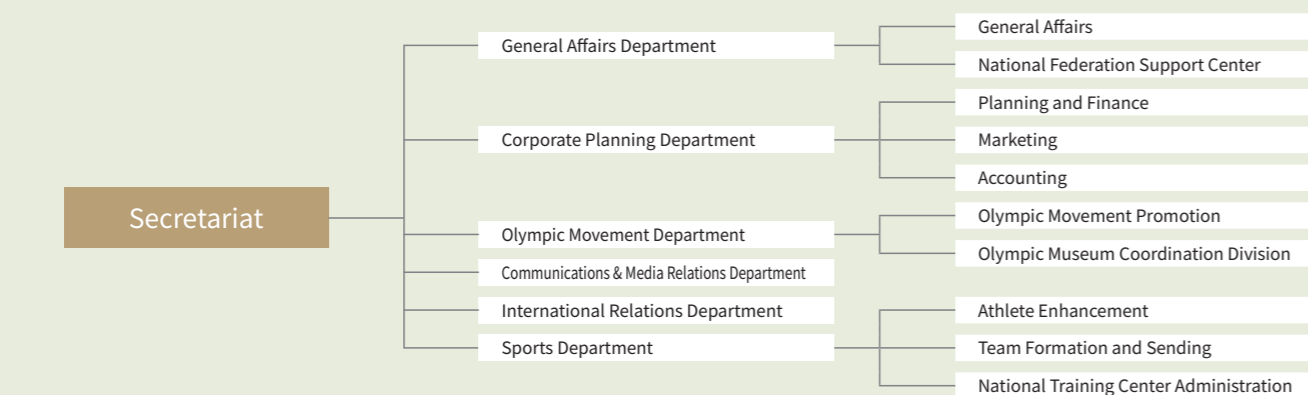 Secretariat
General Affairs Department
General Affairs
National Federation Support Center
Corporate Planning Department
Planning and Finance
Marketing
Accounting
Olympic Movement Department
Olympic Movement Promotion
Olympic Museum Coordination Division
Communications & Media Relations Department
International Relations Department
Sports Department
Athlete Enhancement
Team Formation and Sending
National Training Center Administration